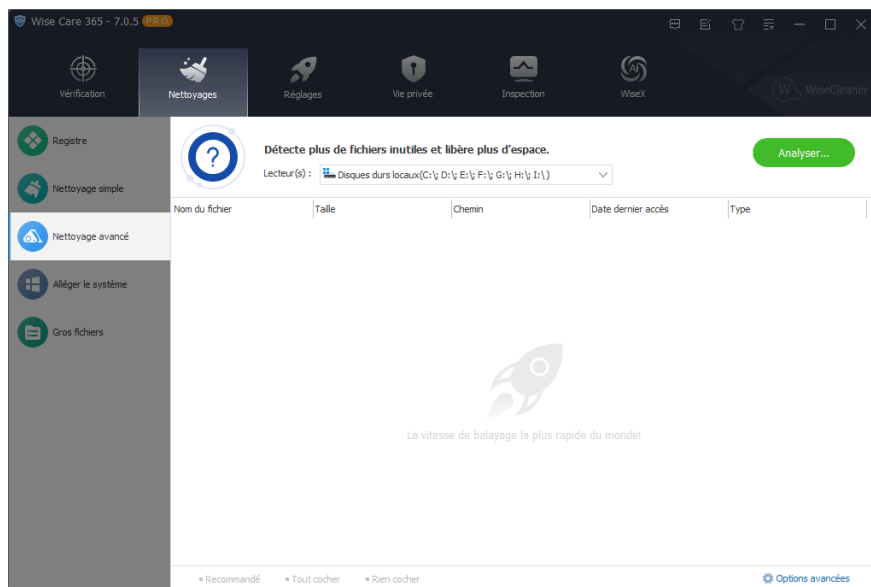 Wise Care 365 - 7.0.5 PRO
Vérification
Nettoyages
Réglages
Vie privée
Inspection
AI
WiseX
W
WiseCleaner
Registre
Nettoyage simple
Nettoyage avancé
Alléger le système
Gros fichiers
?
Détecte plus de fichiers inutiles et libère plus d'espace.
Lecteur(s) :
Disques durs locaux(C:\; D:\; E:\; F:\; G:\; H:\; I:\)
Analyser...
Nom du fichier
Taille
Chemin
Date dernier accès
Type
La vitesse de balayage la plus rapide du monde!
Recommandé
Tout cocher
Rien cocher
Options avancées